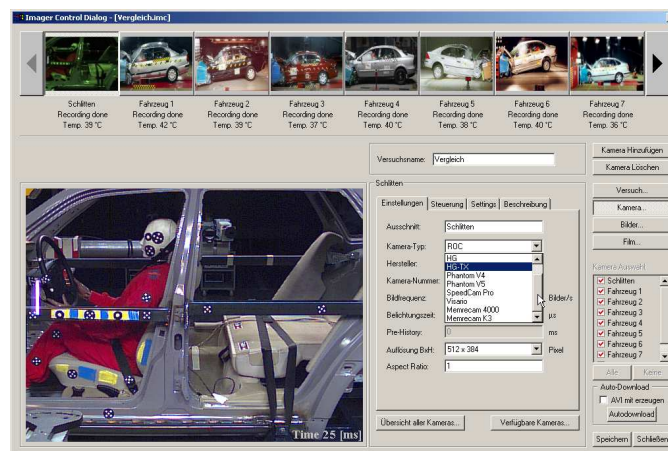 Imager Control Dialog - [Vergleich.imc]
Schlitten
Recording done
Temp. 39 °C
Fahrzeug 1
Recording done
Temp. 42 °C
Fahrzeug 2
Recording done
Temp. 39 °C
Fahrzeug 3
Recording done
Temp. 37 °C
Fahrzeug 4
Recording done
Temp. 40 °C
Fahrzeug 5
Recording done
Temp. 38 °C
Fahrzeug 6
Recording done
Temp. 40 °C
Fahrzeug 7
Recording done
Temp. 36 °C
Versuchsname: Vergleich
Kamera Hinzufügen
Kamera Löschen
Versuch...
Kamera...
Bilder...
Film...
Schlitten
Einstellungen Steuerung Settings Beschreibung
Ausschnitt: Schlitten
Kamera-Typ: ROC
Hersteller:
HG
HG-TX
Phantom V4
Phantom V5
SpeedCam Pro
Visario
Memrecam 4000
Memrecam K3
Kamera-Nummer:
Bildfrequenz: Bilder/s
Belichtungszeit: µs
Pre-History: 0 ms
Auflösung BxH: 512 x 384 Pixel
Aspect Ratio: 1
Übersicht aller Kameras...
Verfügbare Kameras...
Kamera Auswahl
Schlitten
Fahrzeug 1
Fahrzeug 2
Fahrzeug 3
Fahrzeug 4
Fahrzeug 5
Fahrzeug 6
Fahrzeug 7
Alle Keine
Auto-Download
AVI mit erzeugen
Autodownload
Speichern Schließen
Time 25 [ms]